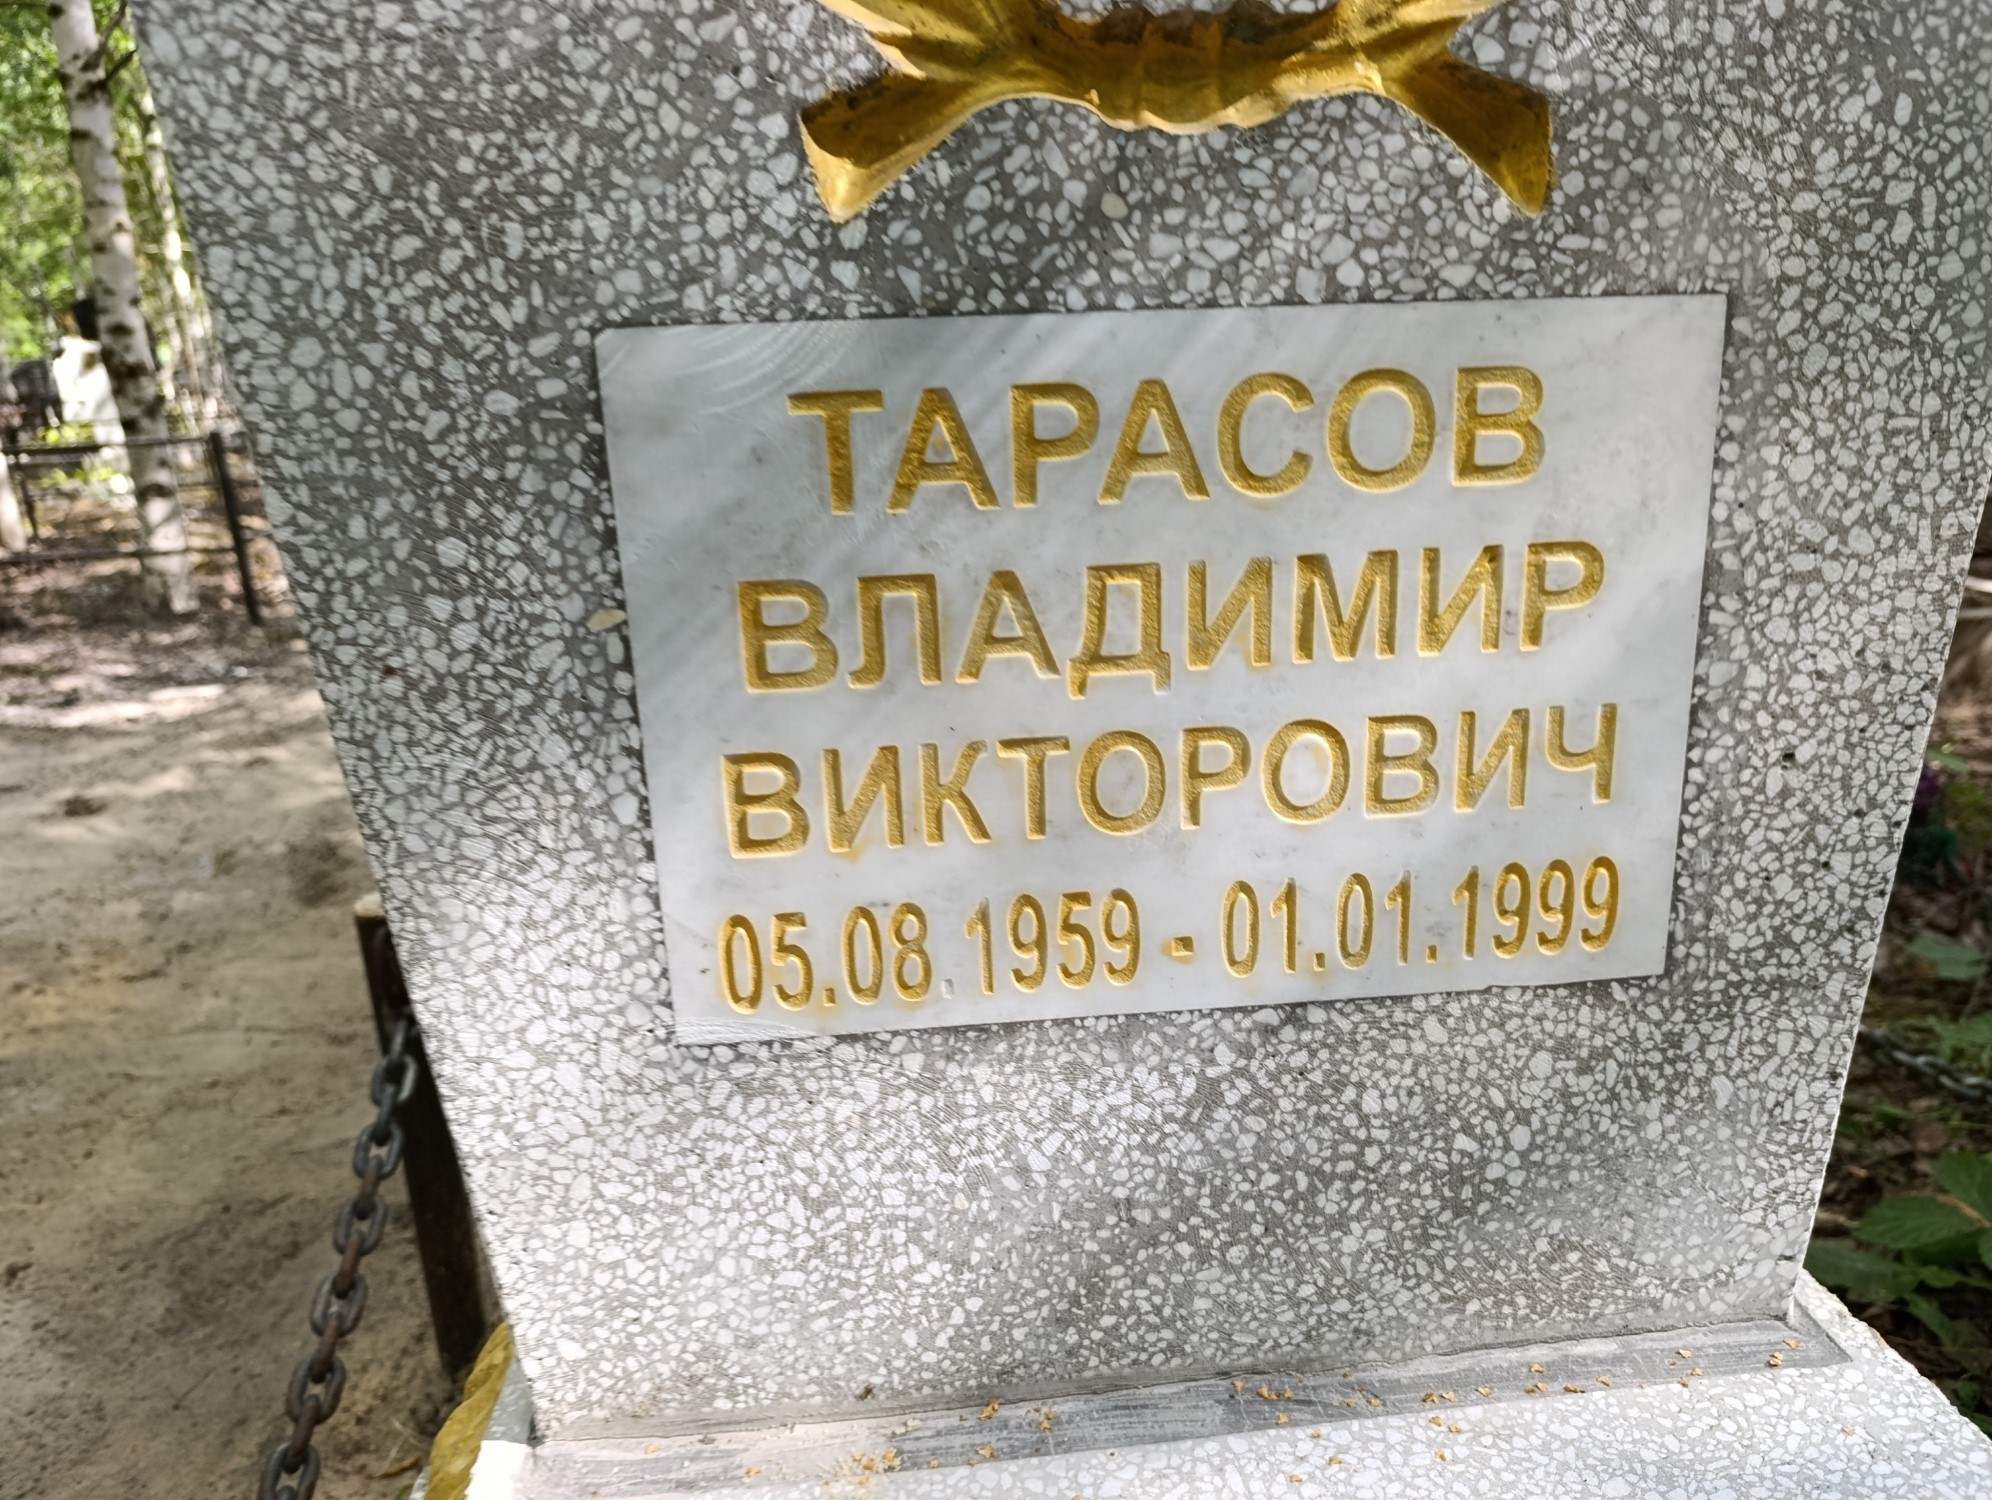 ТАРАСОВ
ВЛАДИМИР
ВИКТОРОВИЧ
05.08.1959 - 01.01.1999